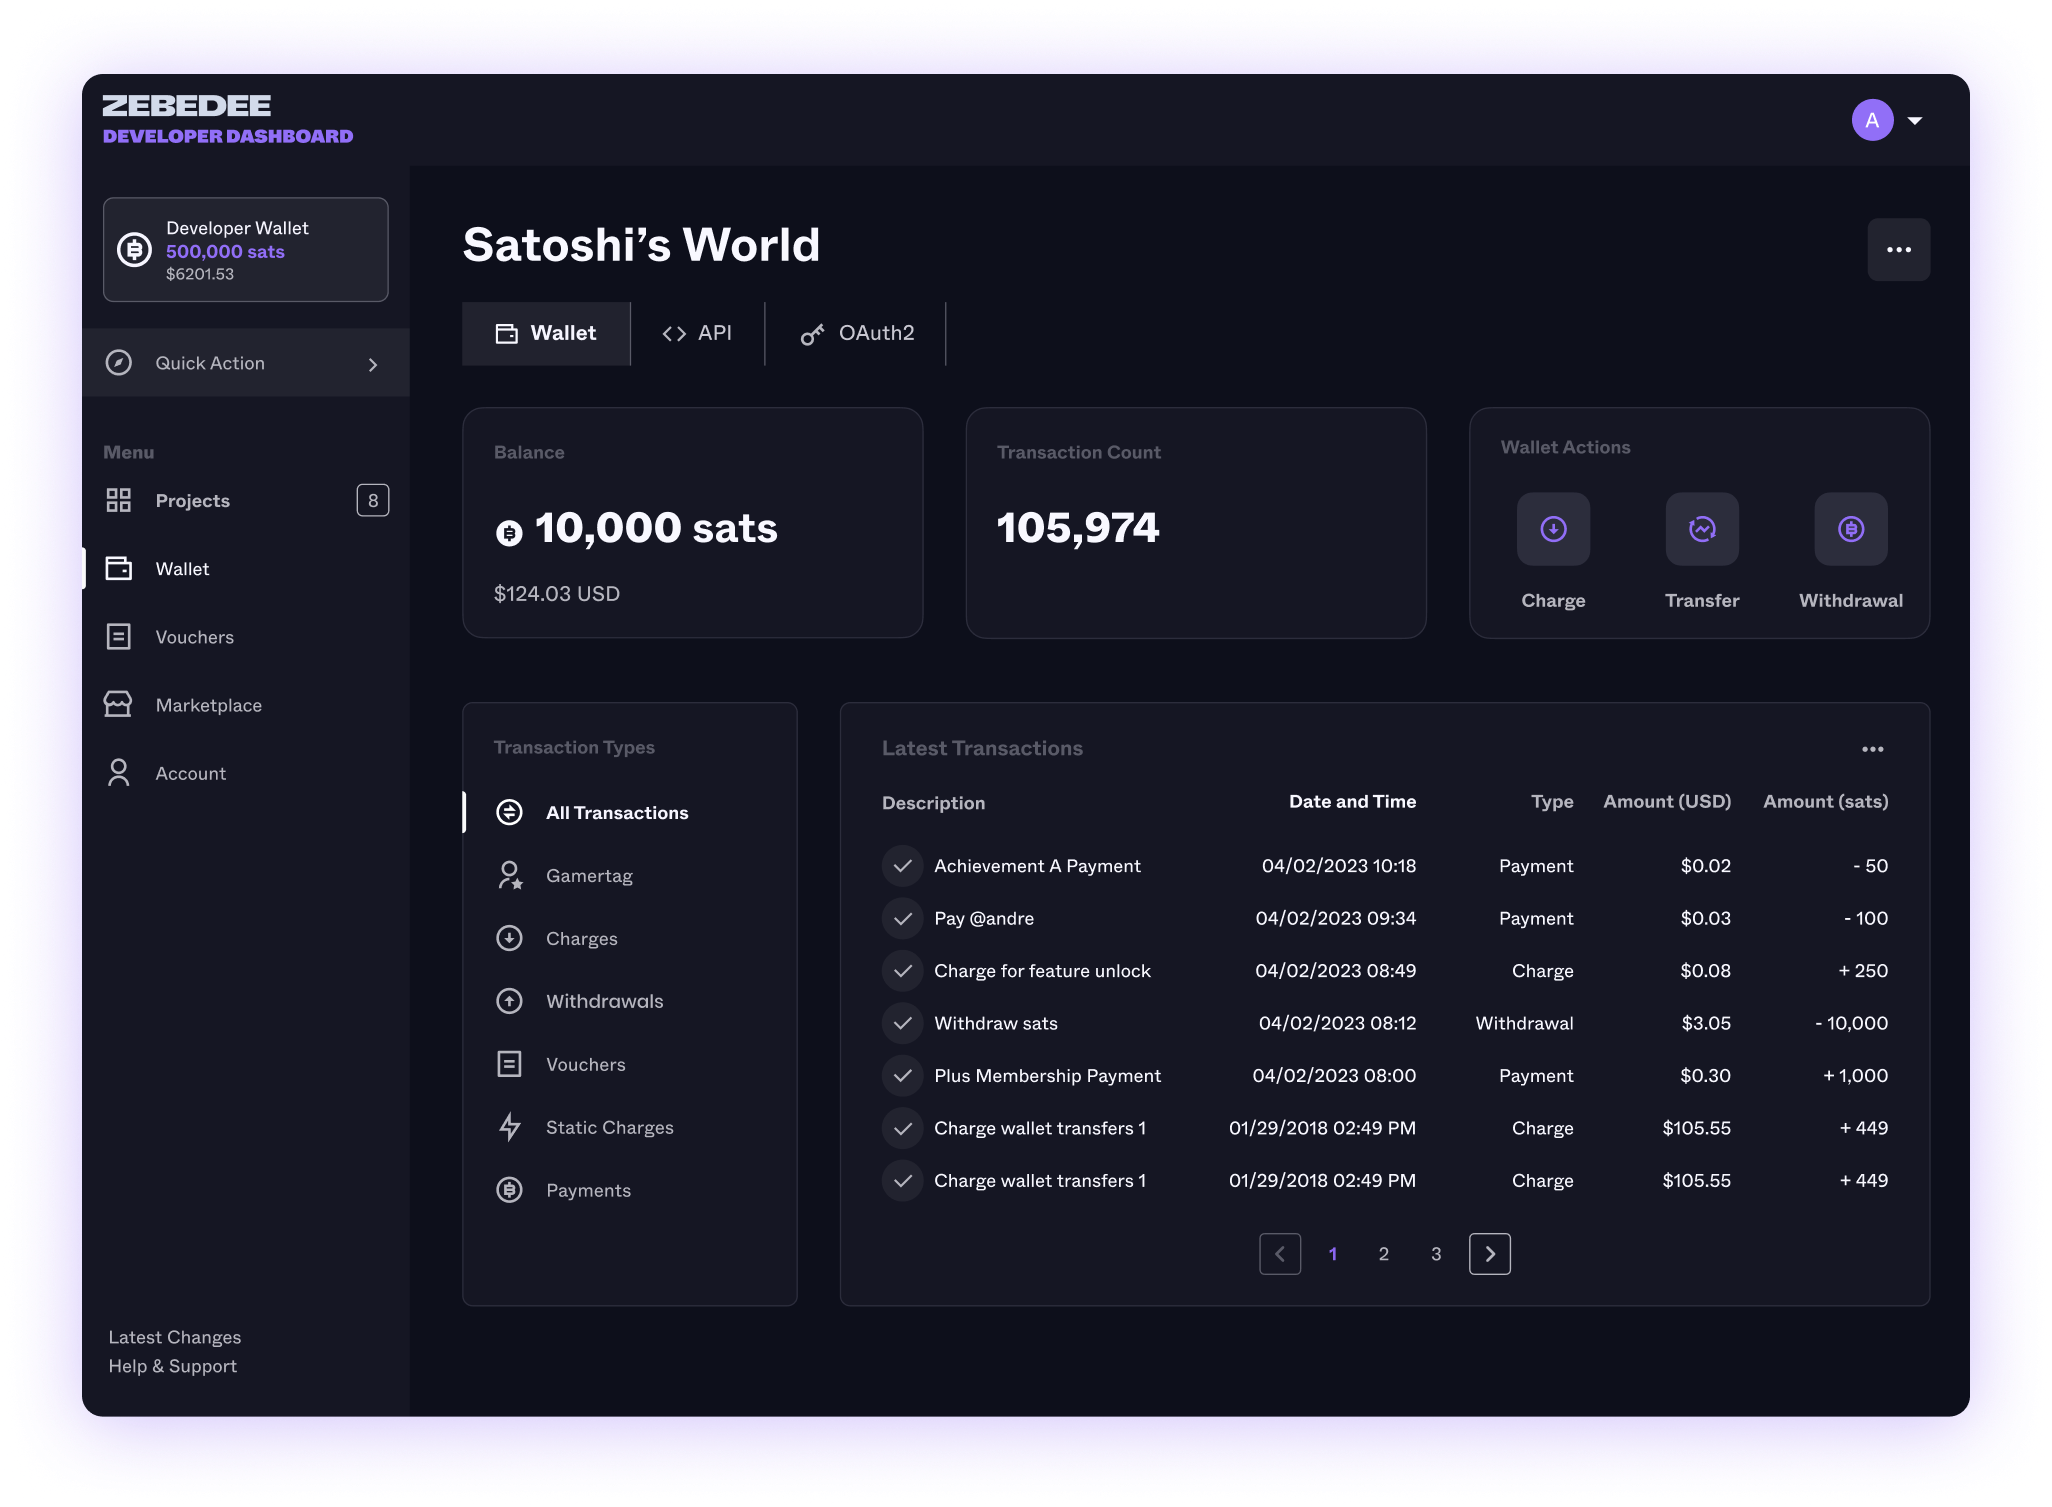 ZEBEDEE
DEVELOPER DASHBOARD
A
Developer Wallet
500,000 sats
$6201.53
Quick Action
Menu
Projects 8
Wallet
Vouchers
Marketplace
Account
Latest Changes
Help & Support
Satoshi’s World
Wallet API OAuth2
Balance
10,000 sats
$124.03 USD
Transaction Count
105,974
Wallet Actions
Charge Transfer Withdrawal
Transaction Types
All Transactions
Gamertag
Charges
Withdrawals
Vouchers
Static Charges
Payments
Latest Transactions
Description Date and Time Type Amount (USD) Amount (sats)
Achievement A Payment 04/02/2023 10:18 Payment $0.02 - 50
Pay @andre 04/02/2023 09:34 Payment $0.03 - 100
Charge for feature unlock 04/02/2023 08:49 Charge $0.08 + 250
Withdraw sats 04/02/2023 08:12 Withdrawal $3.05 - 10,000
Plus Membership Payment 04/02/2023 08:00 Payment $0.30 + 1,000
Charge wallet transfers 1 01/29/2018 02:49 PM Charge $105.55 + 449
Charge wallet transfers 1 01/29/2018 02:49 PM Charge $105.55 + 449
1 2 3